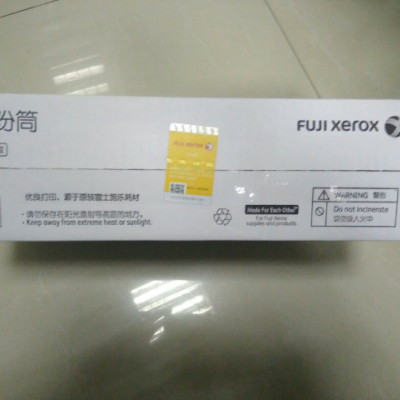 份筒
FUJI xerox
FUJI xerox
优良打印、源于原装富士施乐耗材
・请勿保存在阳光直射等高温的地方。
• Keep away from extreme heat or sunlight.
Made For Each Other
For Fuji Xerox
supplies and products.
WARNING 警告
Do not incinerate
切勿投入火中